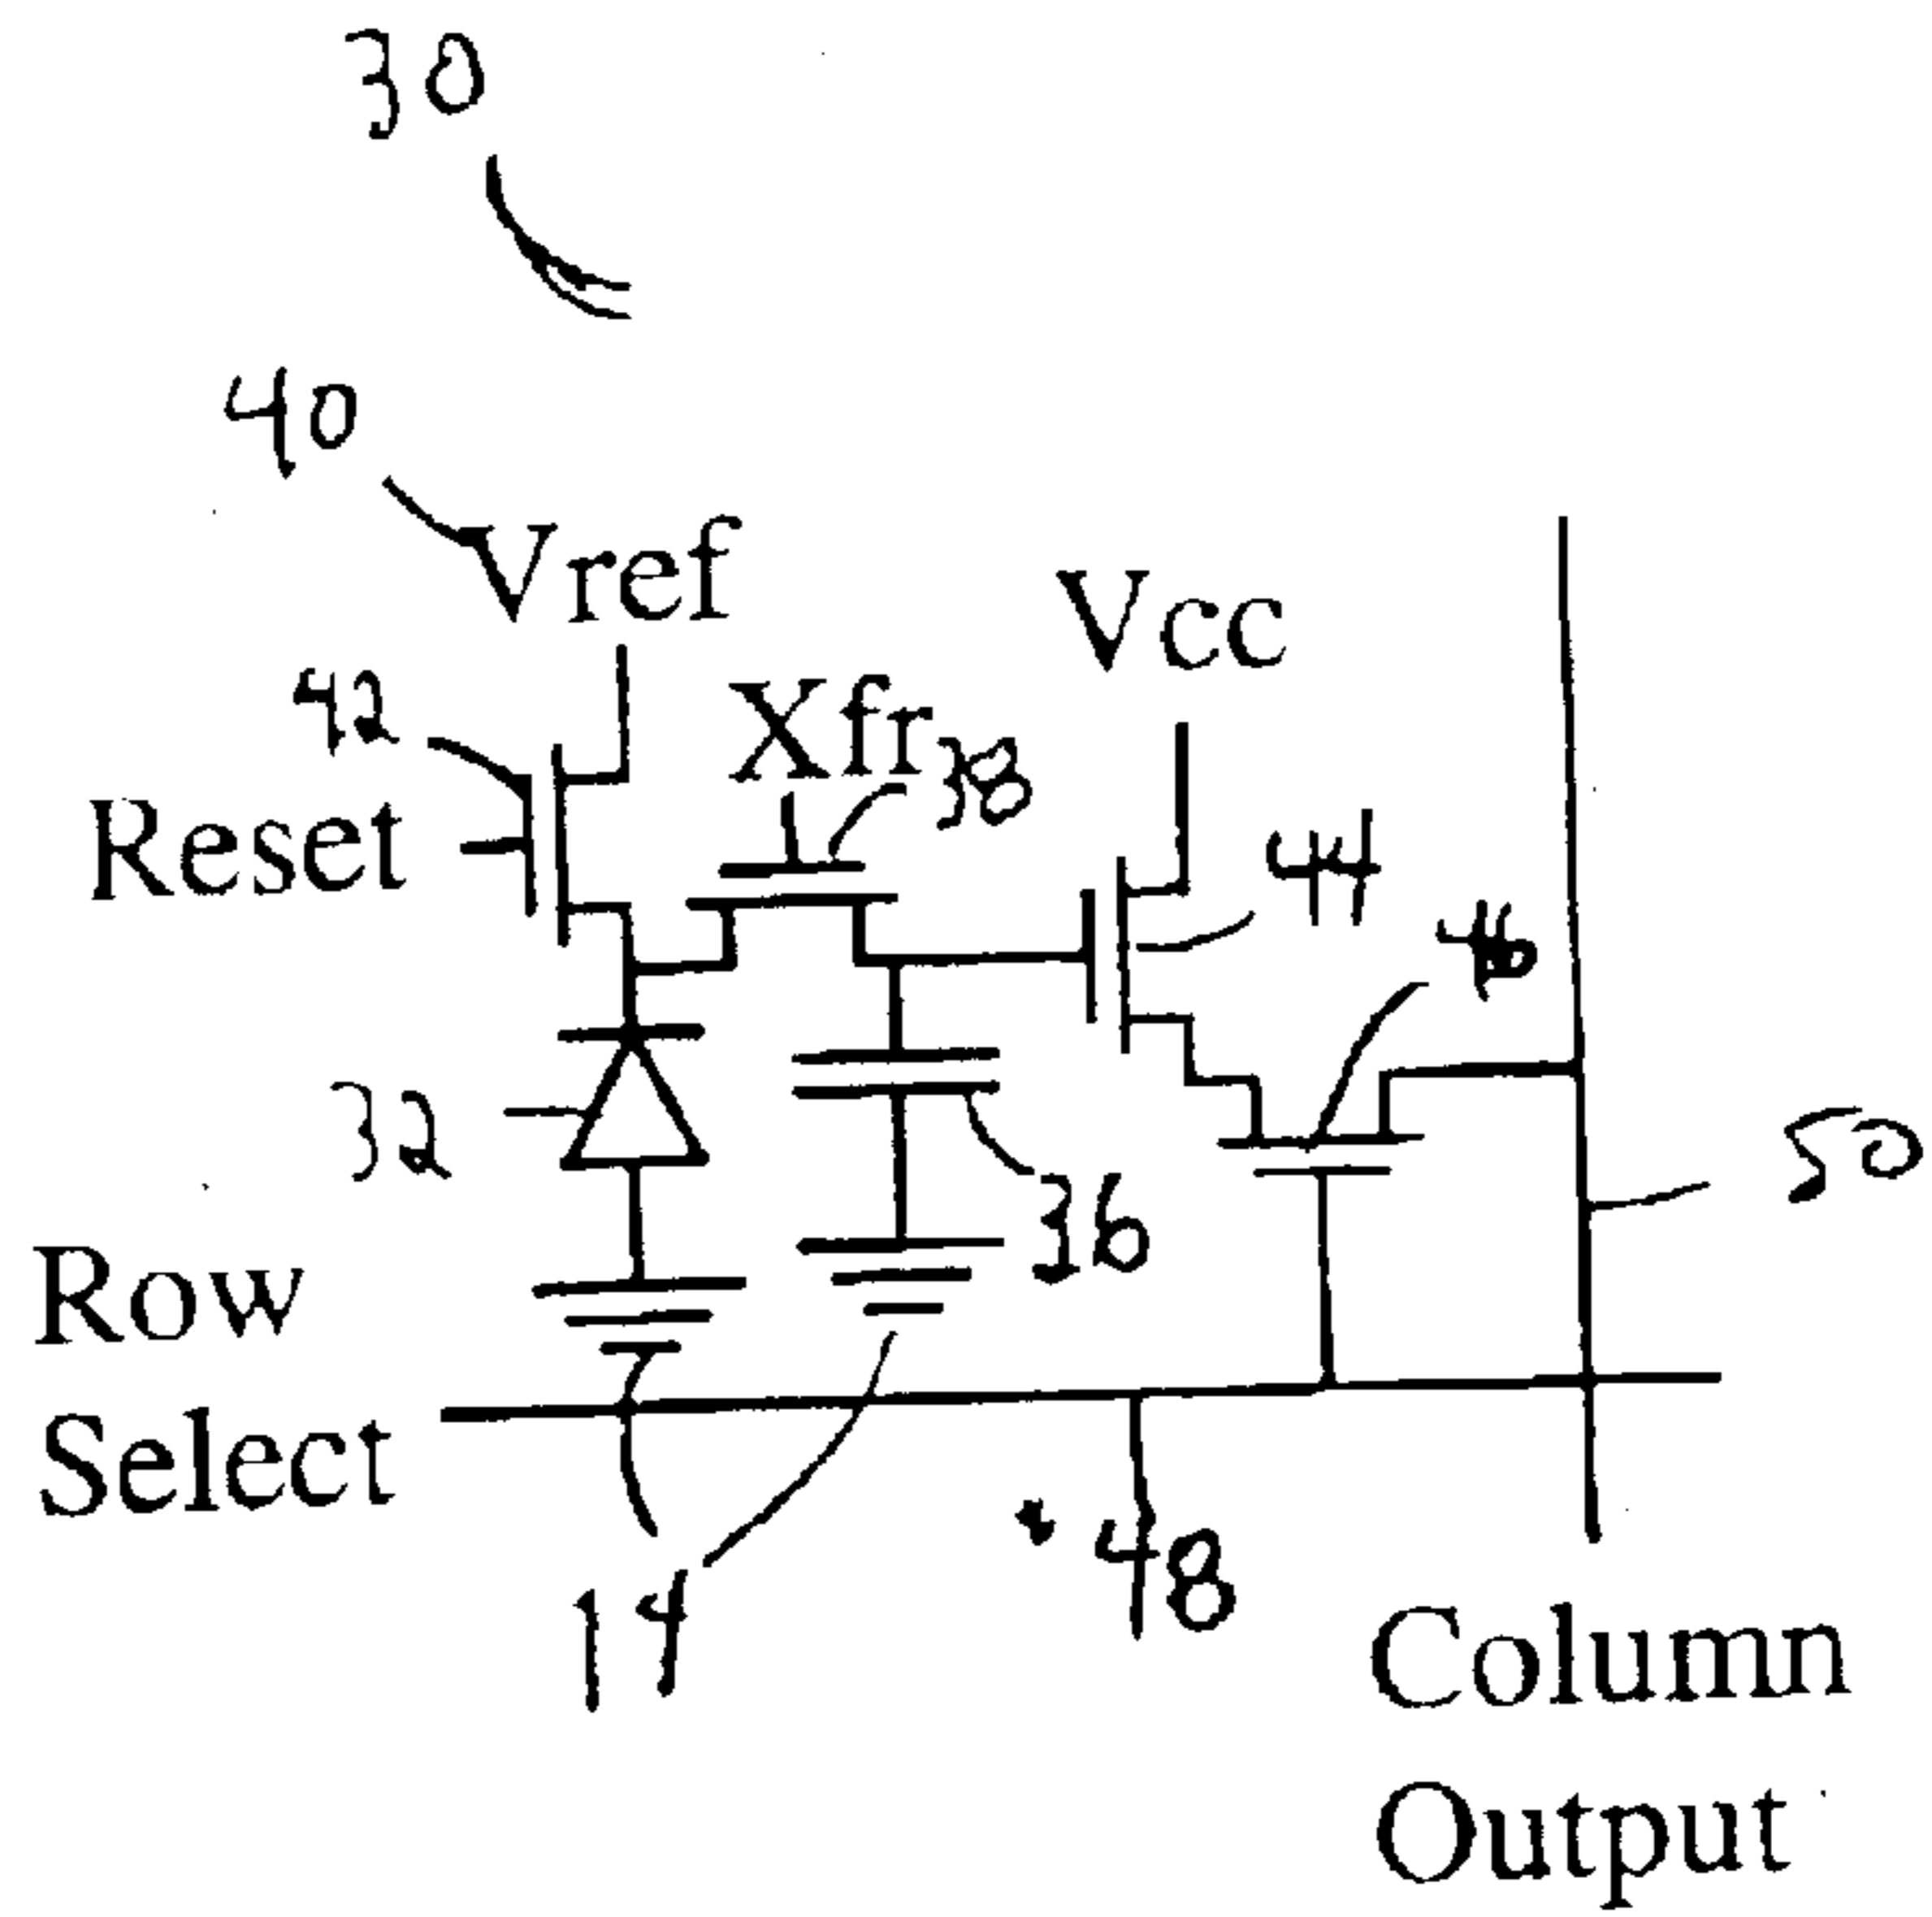 30
40
Vref
Vcc
42
Xfr
38
Reset
44
46
32
50
36
Row
Select
48
14
Column
Output